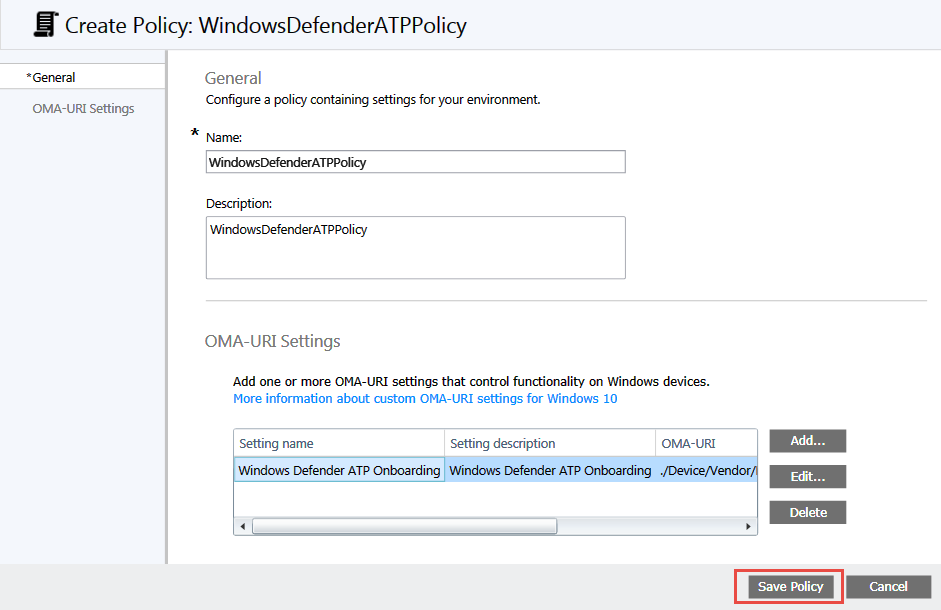 Create Policy: WindowsDefenderATPPolicy
*General
OMA-URI Settings
General
Configure a policy containing settings for your environment.
* Name:
WindowsDefenderATPPolicy
Description:
WindowsDefenderATPPolicy
OMA-URI Settings
Add one or more OMA-URI settings that control functionality on Windows devices.
More information about custom OMA-URI settings for Windows 10
Setting name Setting description OMA-URI
Windows Defender ATP Onboarding Windows Defender ATP Onboarding ./Device/Vendor/
Add...
Edit...
Delete
Save Policy Cancel